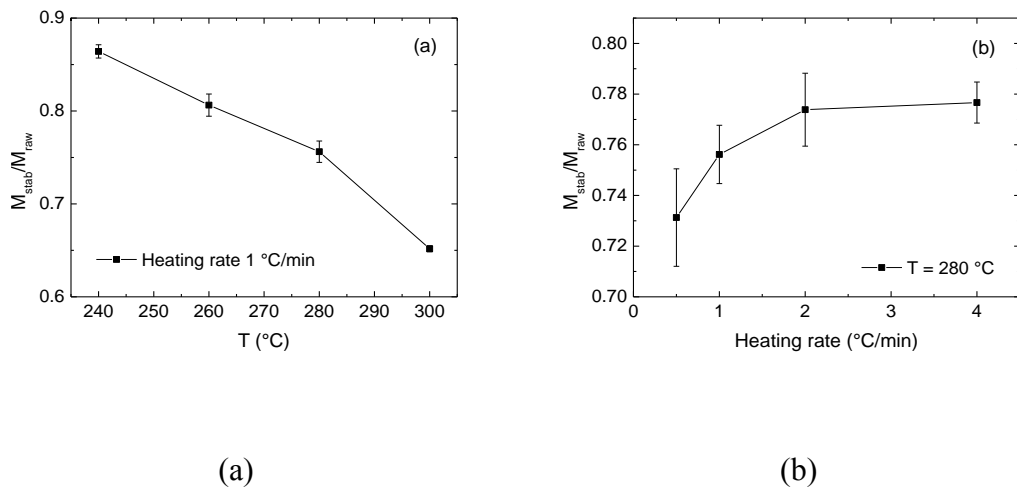 0.9
0.8
0.7
0.6
M_stab/M_raw
(a)
Heating rate 1 °C/min
240 250 260 270 280 290 300
T (°C)
0.80
0.78
0.76
0.74
0.72
0.70
M_stab/M_raw
(b)
T = 280 °C
0 1 2 3 4
Heating rate (°C/min)
(a) (b)